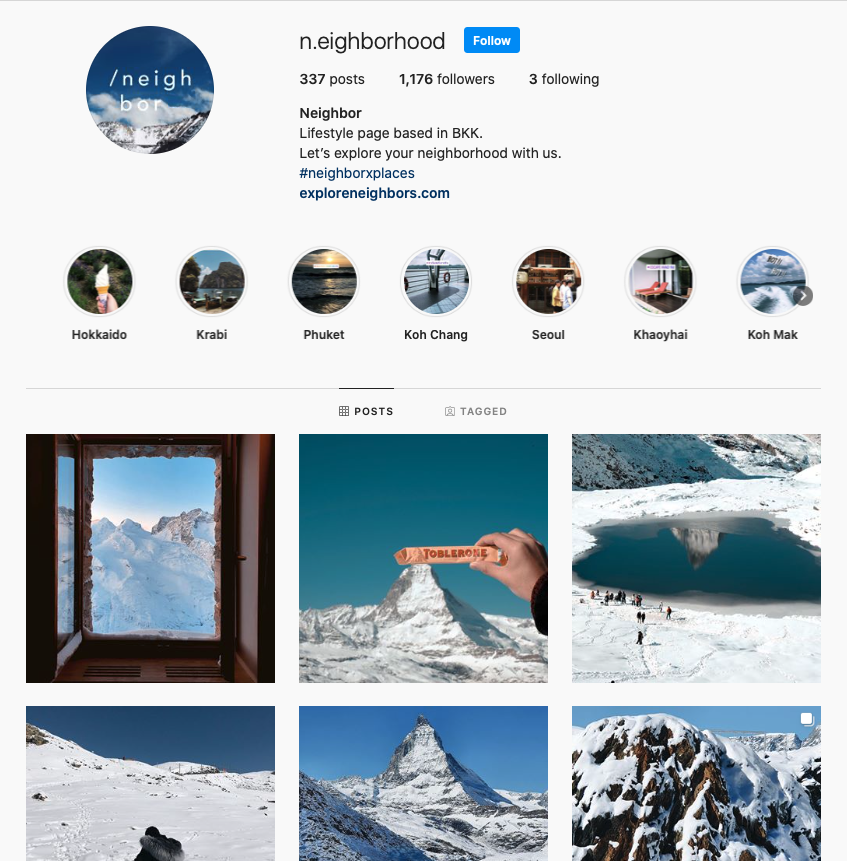 /neigh
bor
n.eighborhood
Follow
337 posts
1,176 followers
3 following
Neighbor
Lifestyle page based in BKK.
Let’s explore your neighborhood with us.
#neighborxplaces
exploreneighbors.com
Hokkaido
Krabi
Phuket
Koh Chang
Seoul
Khaoyhai
Koh Mak
POSTS
TAGGED
TOBLERONE